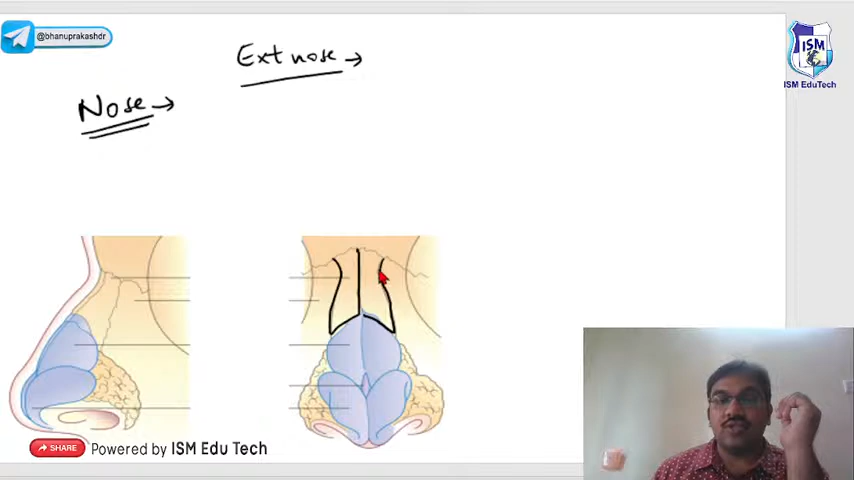 @bhanuprakashdr
Ext nose →
ISM
ISM EduTech
Nose →
SHARE
Powered by ISM Edu Tech